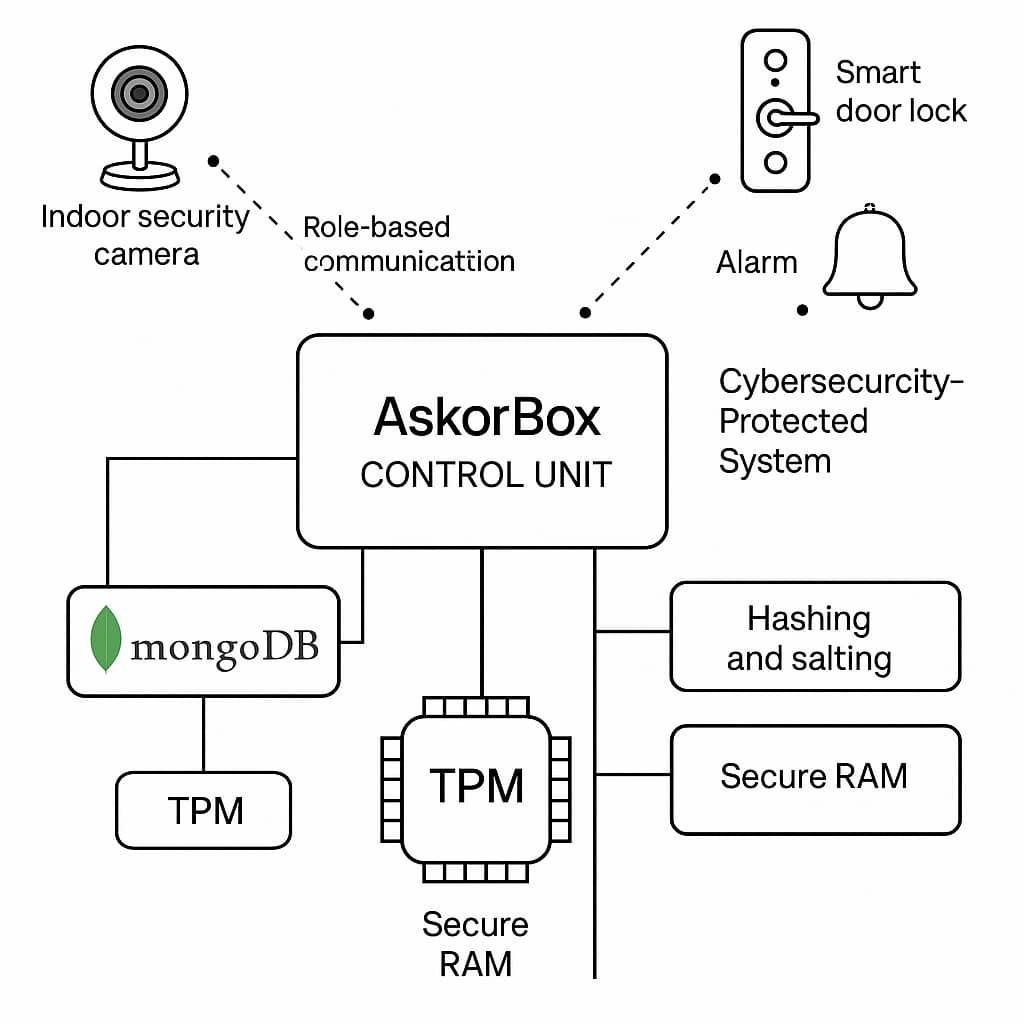 Smart
door lock
Indoor security
camera
Role-based
communicattion
Alarm
Cybersecurcity-
Protected
System
AskorBox
CONTROL UNIT
mongoDB
Hashing
and salting
TPM
TPM
Secure RAM
Secure
RAM